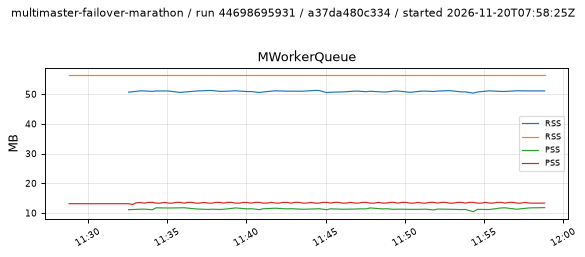 multimaster-failover-marathon / run 44698695931 / a37da480c334 / started 2026-11-20T07:58:25Z
MWorkerQueue
MB
50
40
30
20
10
RSS
RSS
PSS
PSS
11:30
11:35
11:40
11:45
11:50
11:55
12:00